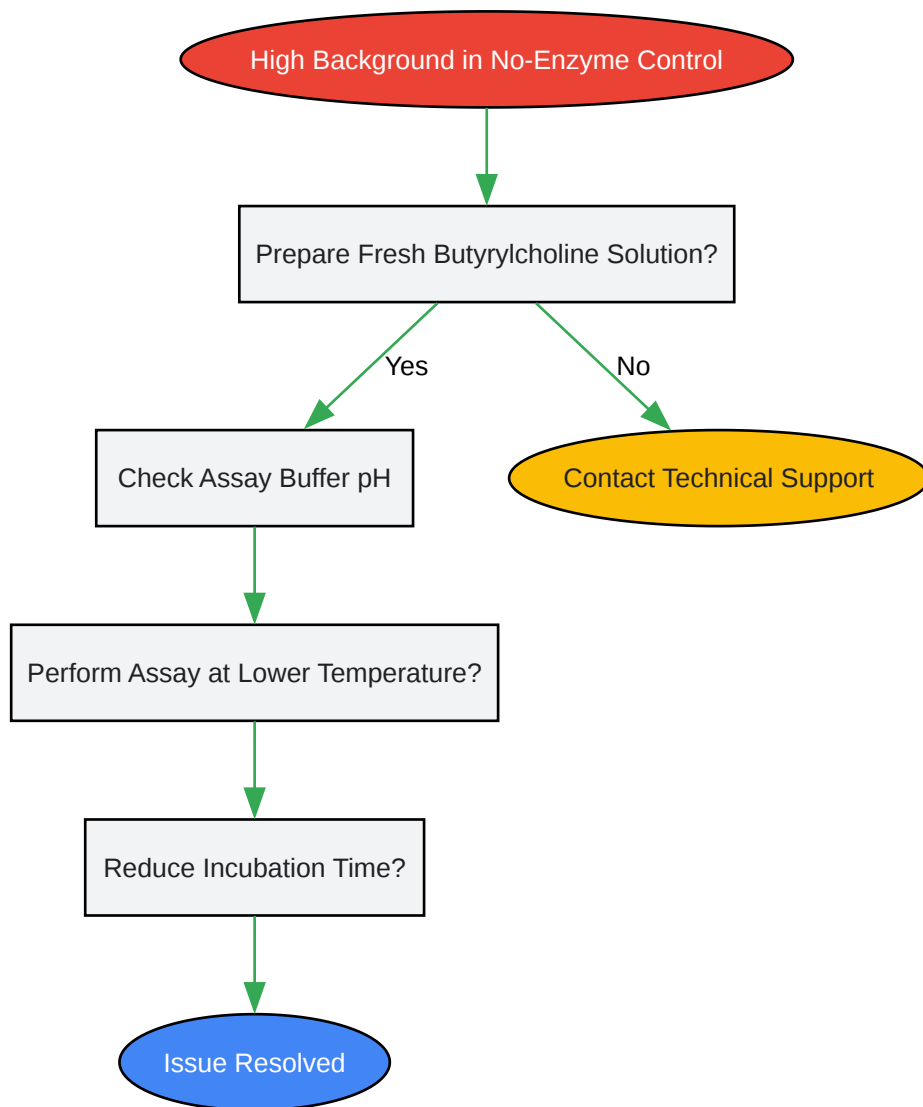 High Background in No-Enzyme Control
Prepare Fresh Butyrylcholine Solution?
Yes
No
Check Assay Buffer pH
Contact Technical Support
Perform Assay at Lower Temperature?
Reduce Incubation Time?
Issue Resolved